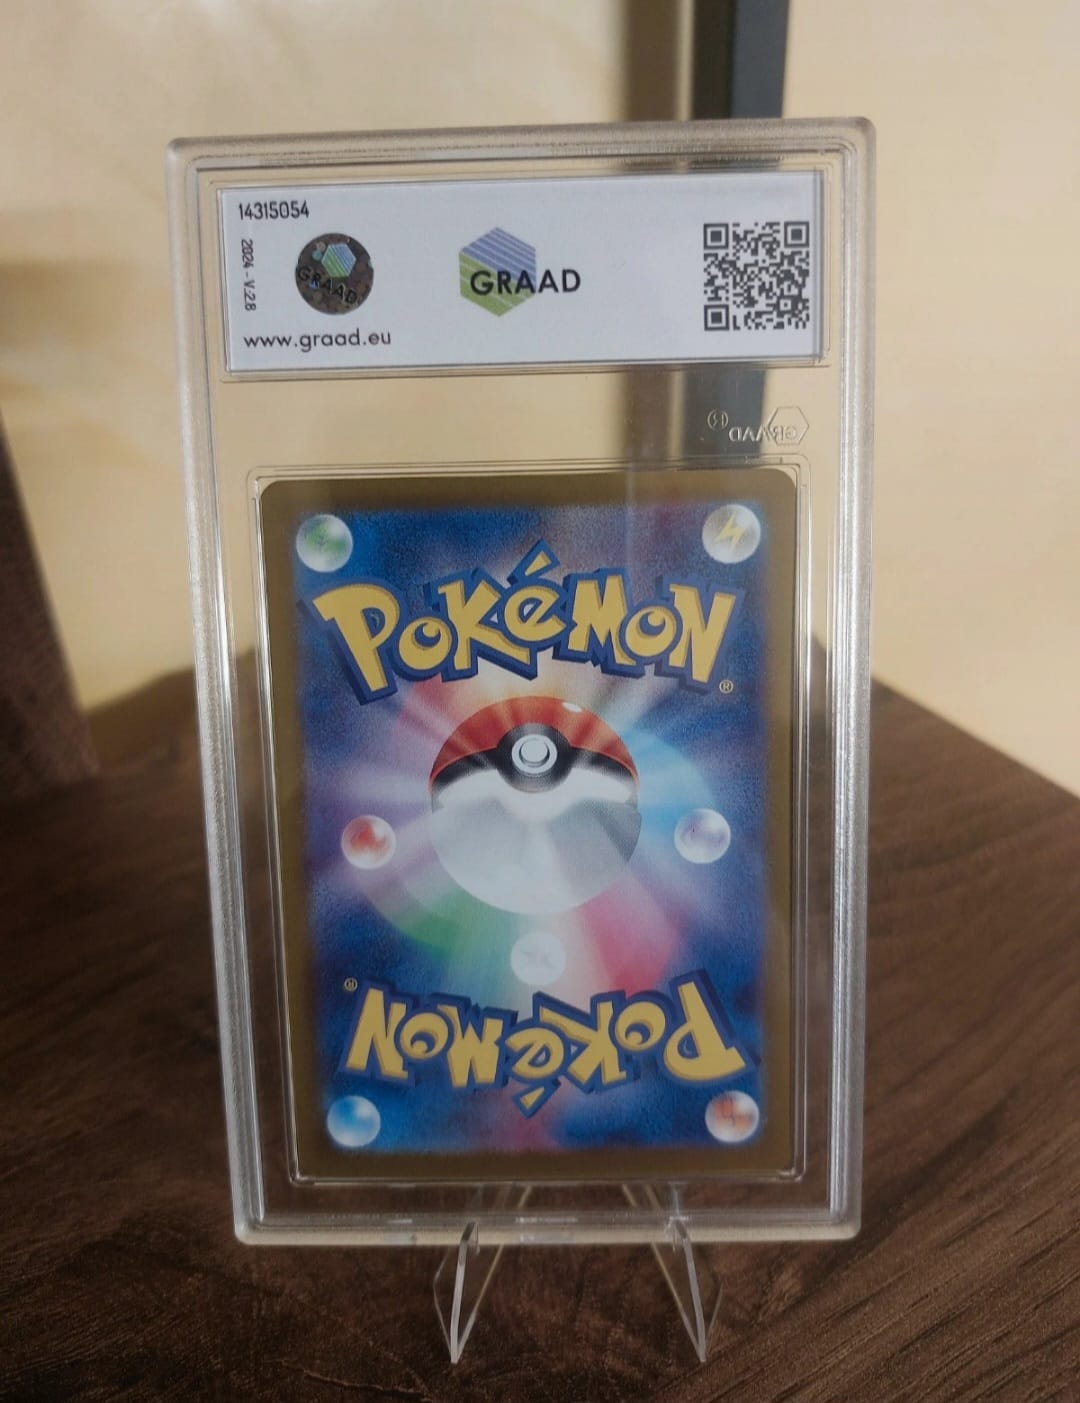 14315054
2024 - V:2.8
GRAAD
www.graad.eu
GRAAD
GRAAD®
POKéMON®
POKéMON®